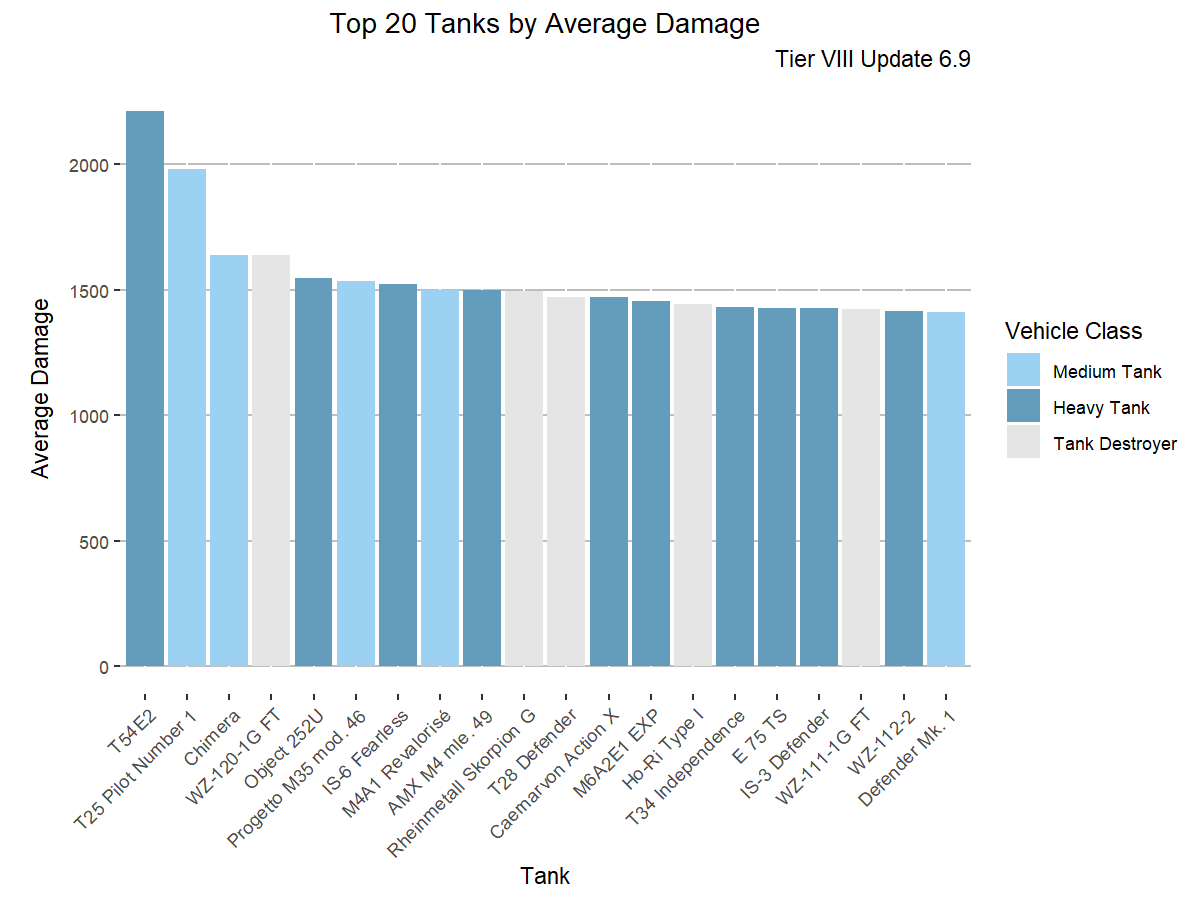 Top 20 Tanks by Average Damage
Tier VIII Update 6.9
Average Damage
2000
1500
1000
500
0
T54E2
T25 Pilot Number 1
Chimera
WZ-120-1G FT
Object 252U
Progetto M35 mod. 46
IS-6 Fearless
M4A1 Revalorisé
AMX M4 mle. 49
Rheinmetall Skorpion G
T28 Defender
Caernarvon Action X
M6A2E1 EXP
Ho-Ri Type I
T34 Independence
E 75 TS
IS-3 Defender
WZ-111-1G FT
WZ-112-2
Defender Mk. 1
Tank
Vehicle Class
Medium Tank
Heavy Tank
Tank Destroyer